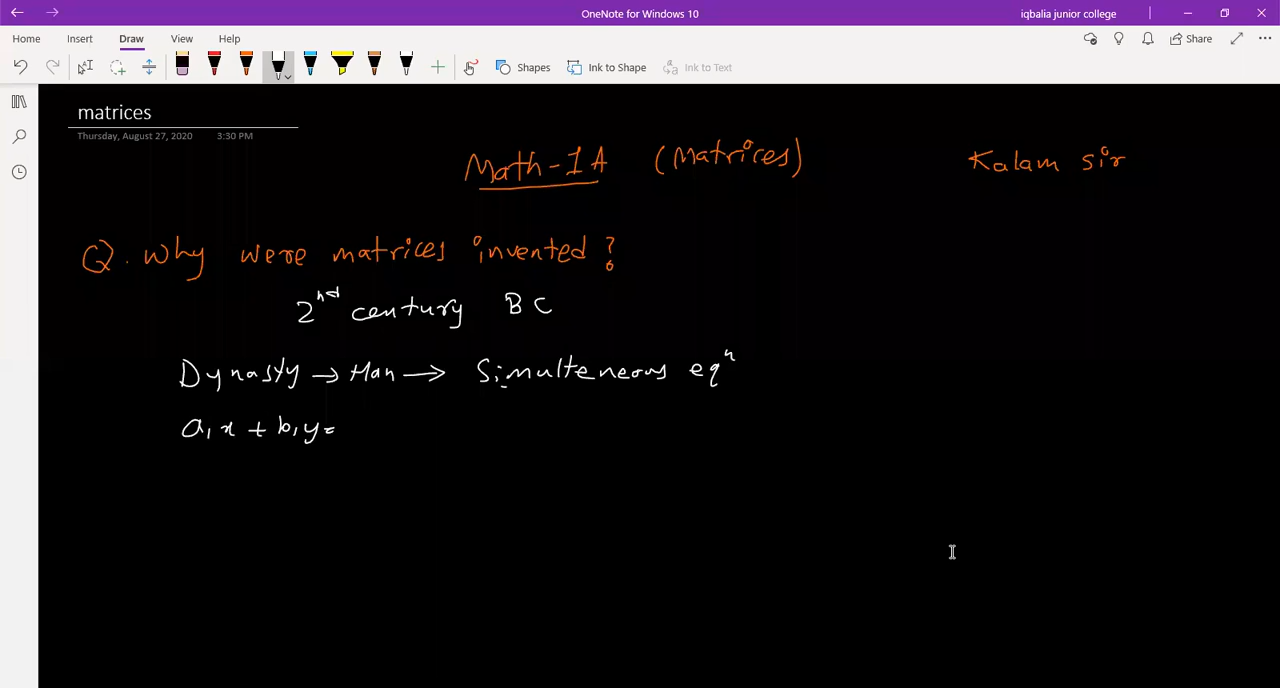 OneNote for Windows 10
iqbalia junior college
Home Insert Draw View Help
Share
Shapes Ink to Shape Ink to Text
matrices
Thursday, August 27, 2020 3:30 PM
Math-1A (Matrices) Kalam sir
Q. Why were matrices invented?
2nd century BC
Dynasty → Han → Simulteneous eqⁿ
a₁x + b₁y=